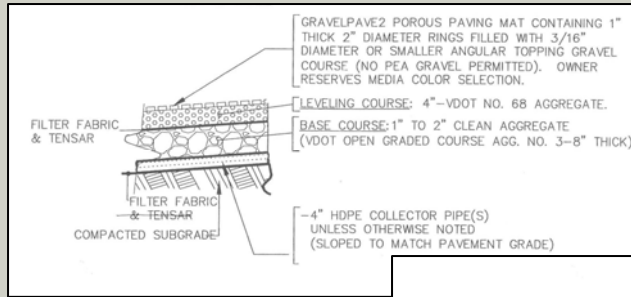 GRAVELPAVE2 POROUS PAVING MAT CONTAINING 1"
THICK 2" DIAMETER RINGS FILLED WITH 3/16"
DIAMETER OR SMALLER ANGULAR TOPPING GRAVEL
COURSE (NO PEA GRAVEL PERMITTED). OWNER
RESERVES MEDIA COLOR SELECTION.
LEVELING COURSE: 4"-VDOT NO. 68 AGGREGATE.
FILTER FABRIC
& TENSAR
BASE COURSE: 1" TO 2" CLEAN AGGREGATE
(VDOT OPEN GRADED COURSE AGG. NO. 3-8" THICK)
FILTER FABRIC
& TENSAR
COMPACTED SUBGRADE
-4" HDPE COLLECTOR PIPE(S)
UNLESS OTHERWISE NOTED
(SLOPED TO MATCH PAVEMENT GRADE)